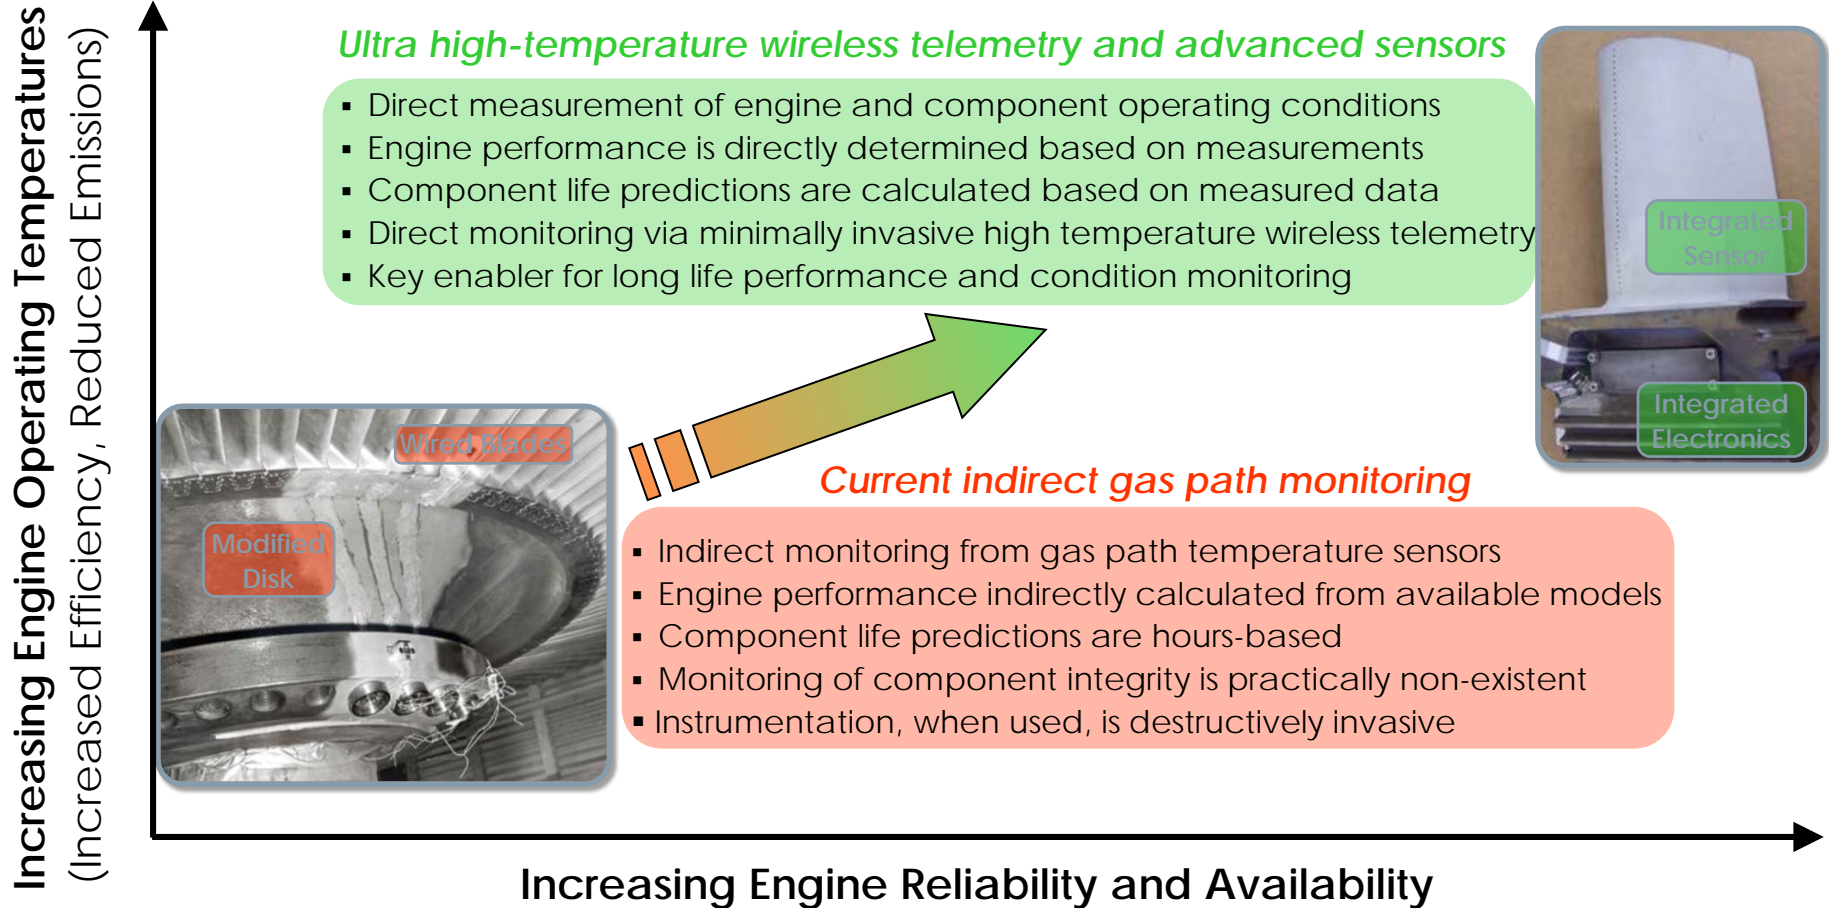 Increasing Engine Operating Temperatures
(Increased Efficiency, Reduced Emissions)
Ultra high-temperature wireless telemetry and advanced sensors
▪ Direct measurement of engine and component operating conditions
▪ Engine performance is directly determined based on measurements
▪ Component life predictions are calculated based on measured data
▪ Direct monitoring via minimally invasive high temperature wireless telemetry
▪ Key enabler for long life performance and condition monitoring
Integrated
Sensor
Integrated
Electronics
Wired Blades
Modified
Disk
Current indirect gas path monitoring
▪ Indirect monitoring from gas path temperature sensors
▪ Engine performance indirectly calculated from available models
▪ Component life predictions are hours-based
▪ Monitoring of component integrity is practically non-existent
▪ Instrumentation, when used, is destructively invasive
Increasing Engine Reliability and Availability